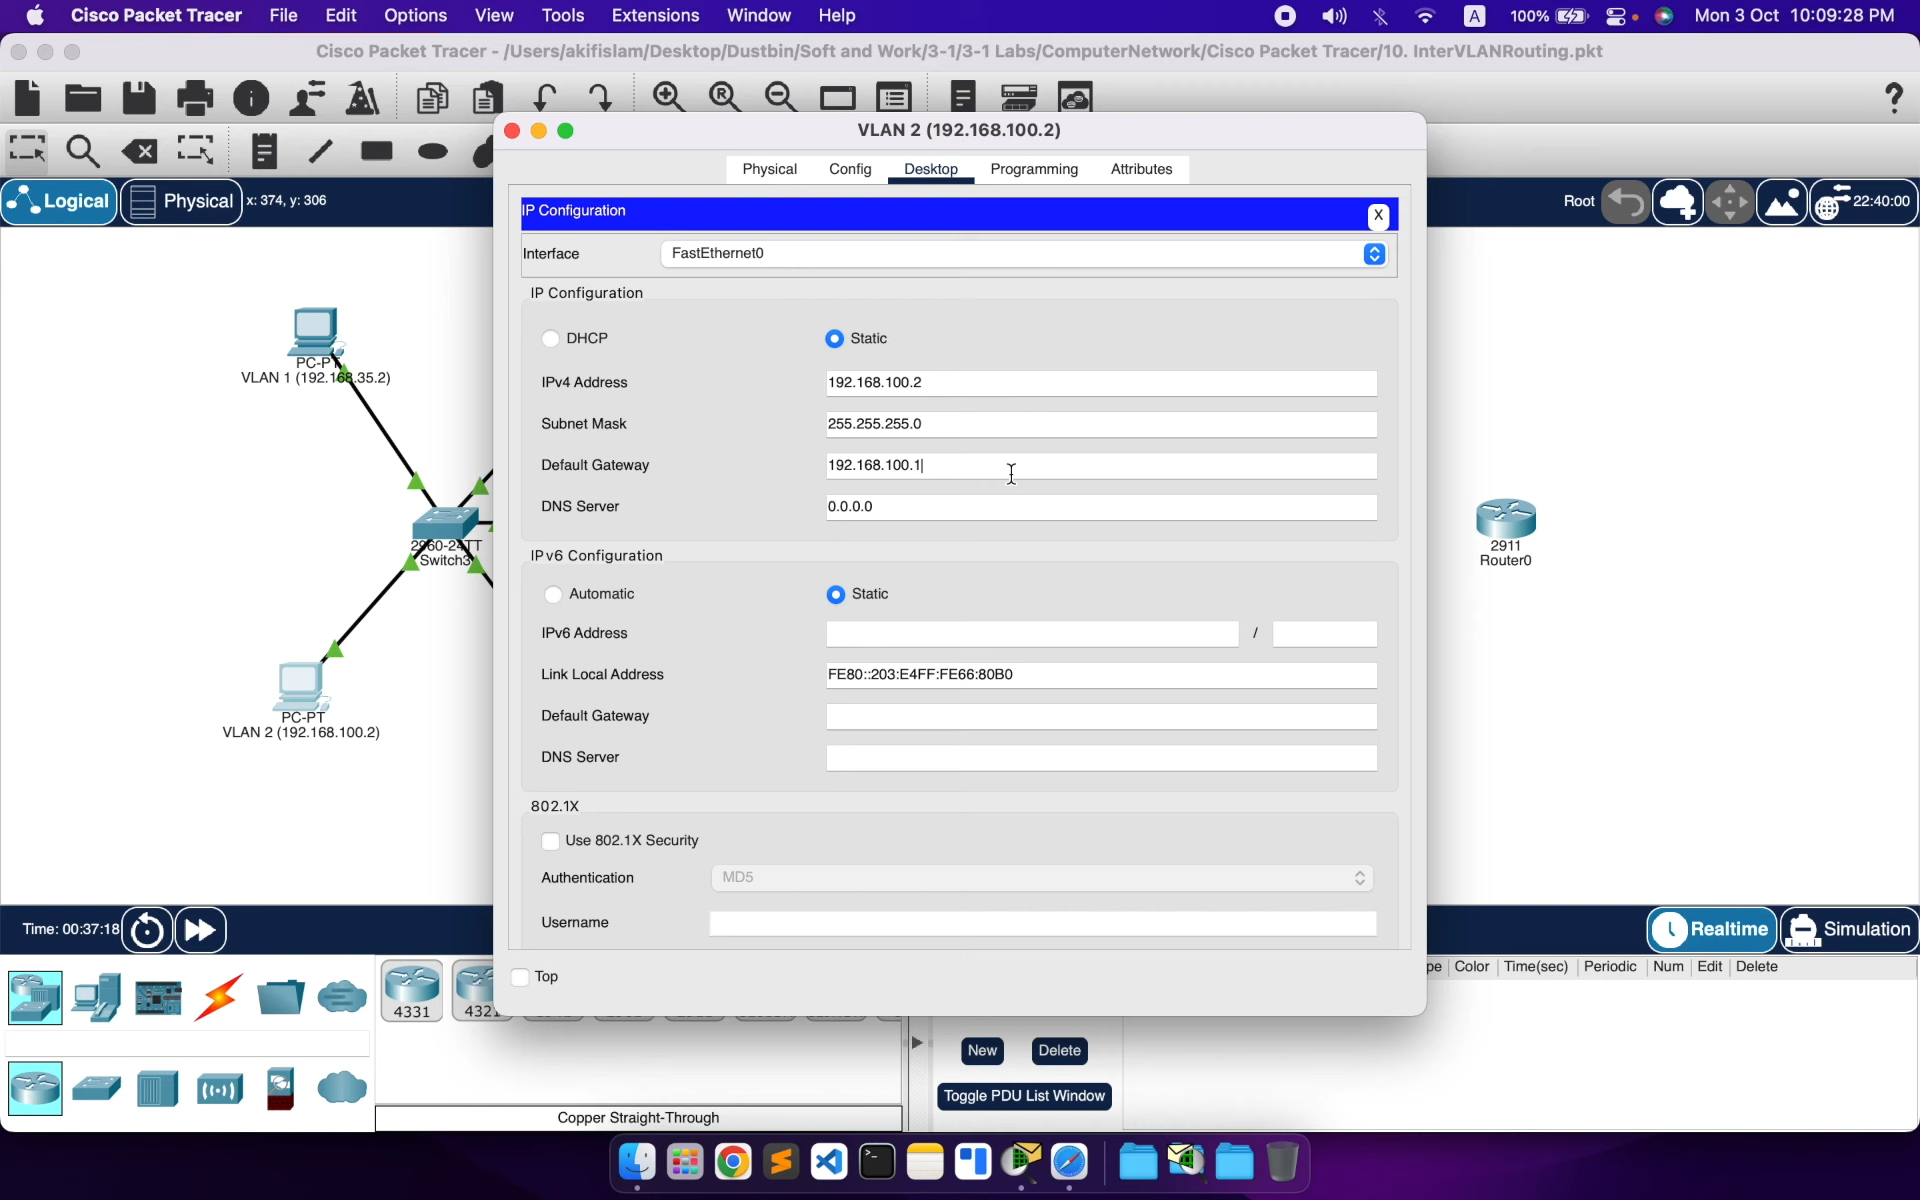 Cisco Packet Tracer File Edit Options View Tools Extensions Window Help A 100% Mon 3 Oct 10:09:28 PM
Cisco Packet Tracer - /Users/akifislam/Desktop/Dustbin/Soft and Work/3-1/3-1 Labs/ComputerNetwork/Cisco Packet Tracer/10. InterVLANRouting.pkt
VLAN 2 (192.168.100.2)
Physical Config Desktop Programming Attributes
Logical Physical x: 374, y: 306
Root 22:40:00
IP Configuration X
Interface FastEthernet0
IP Configuration
DHCP Static
IPv4 Address 192.168.100.2
Subnet Mask 255.255.255.0
Default Gateway 192.168.100.1
DNS Server 0.0.0.0
IPv6 Configuration
Automatic Static
IPv6 Address /
Link Local Address FE80::203:E4FF:FE66:80B0
Default Gateway
DNS Server
802.1X
Use 802.1X Security
Authentication MD5
Username
Top
PC-PT
VLAN 1 (192.168.35.2)
2960-24TT
Switch3
PC-PT
VLAN 2 (192.168.100.2)
2911
Router0
Time: 00:37:18
Realtime Simulation
pe Color Time(sec) Periodic Num Edit Delete
4331 4321
New Delete
Toggle PDU List Window
Copper Straight-Through